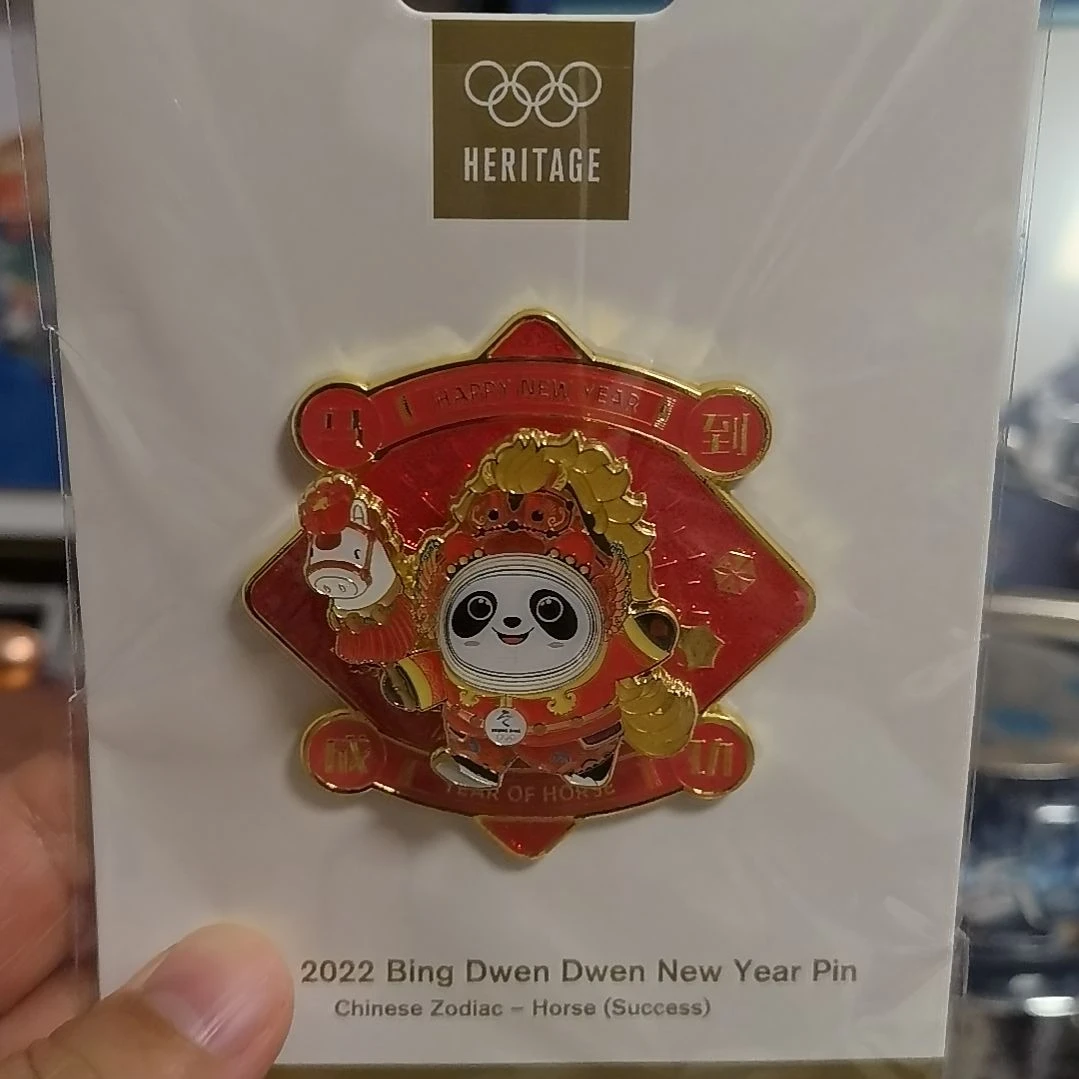 HERITAGE
HAPPY NEW YEAR
马 到
成 功
YEAR OF HORSE
2022 Bing Dwen Dwen New Year Pin
Chinese Zodiac – Horse (Success)